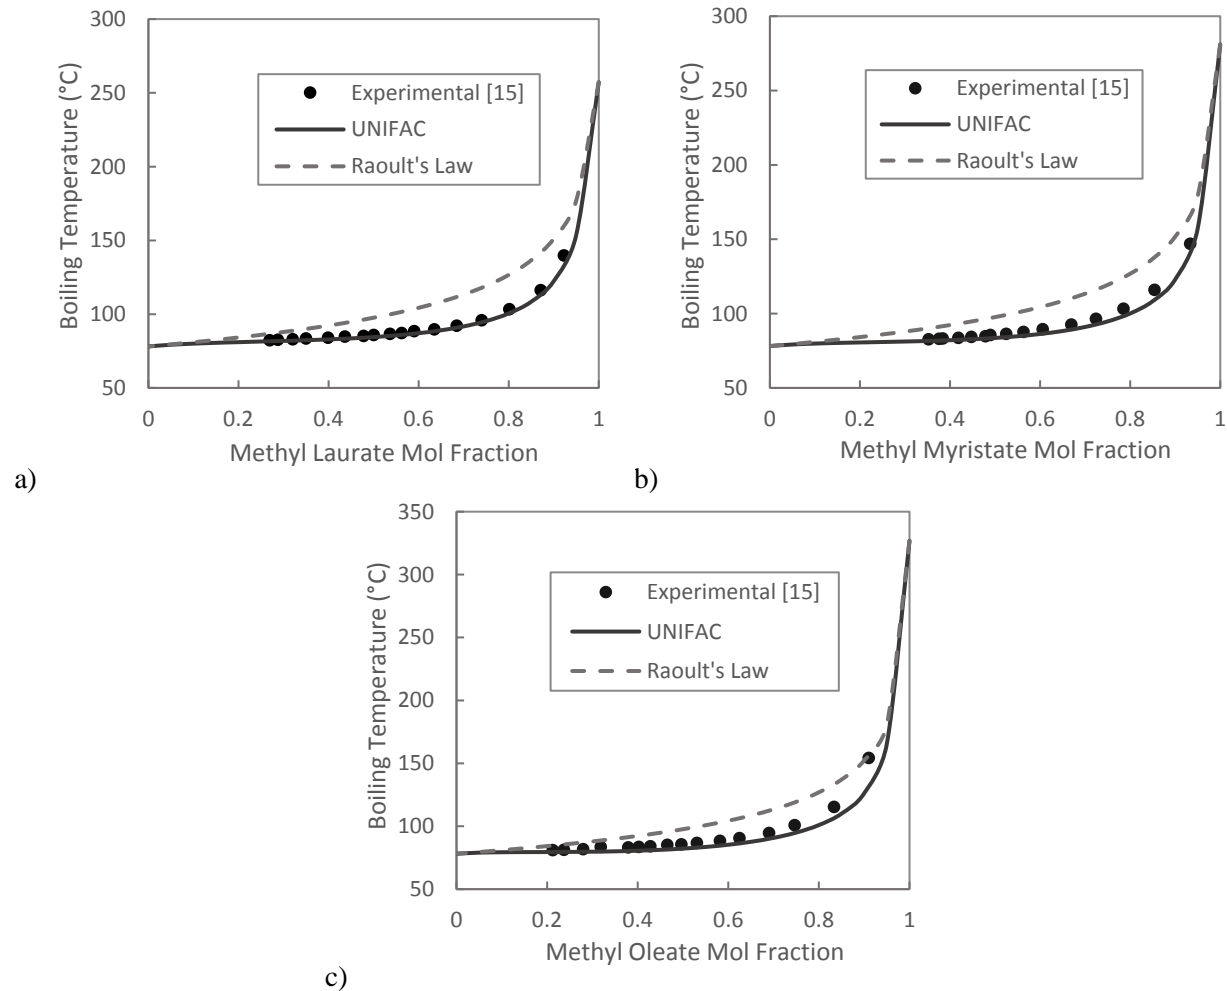 300
250
200
150
100
50
Boiling Temperature (°C)
Experimental [15]
UNIFAC
Raoult's Law
0 0.2 0.4 0.6 0.8 1
Methyl Laurate Mol Fraction
a)
300
250
200
150
100
50
Boiling Temperature (°C)
Experimental [15]
UNIFAC
Raoult's Law
0 0.2 0.4 0.6 0.8 1
Methyl Myristate Mol Fraction
b)
350
300
250
200
150
100
50
Boiling Temperature (°C)
Experimental [15]
UNIFAC
Raoult's Law
0 0.2 0.4 0.6 0.8 1
Methyl Oleate Mol Fraction
c)